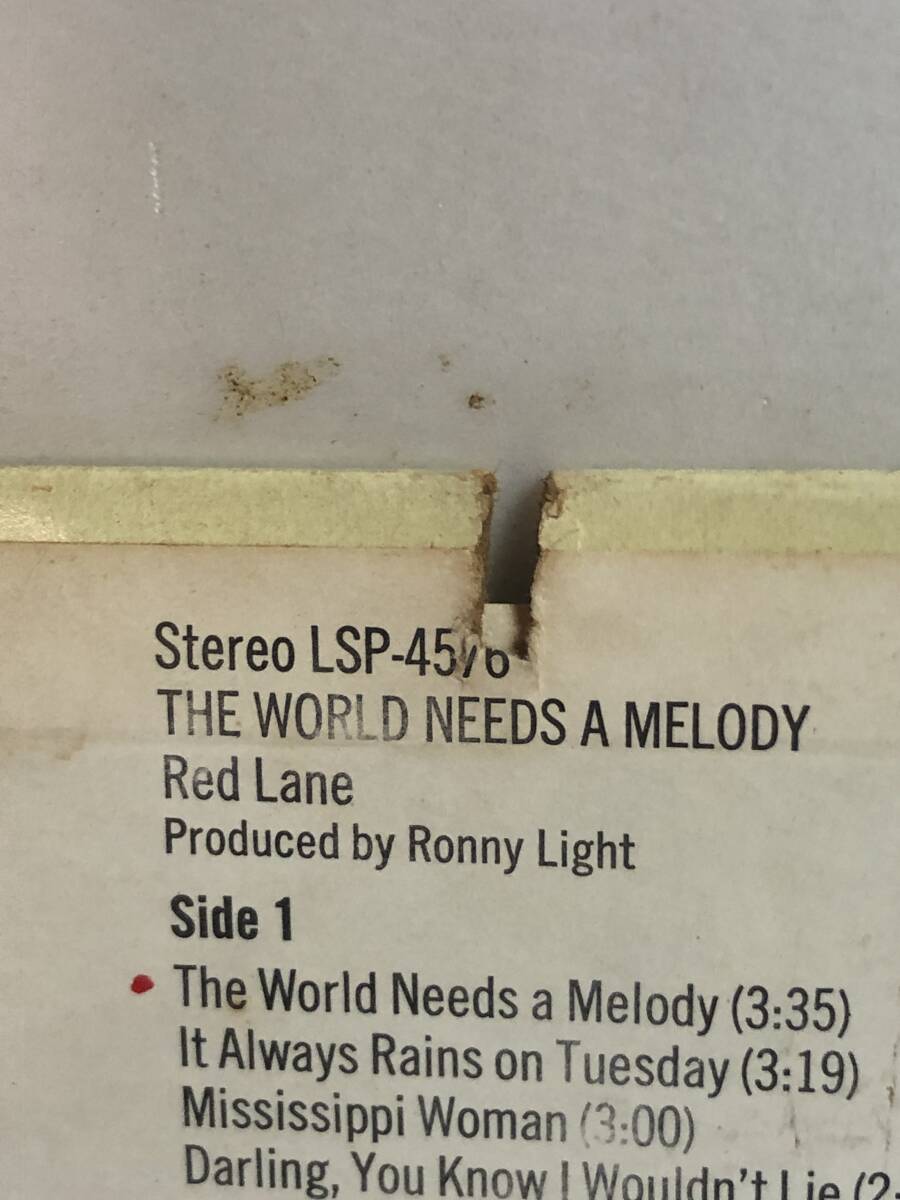 Stereo LSP-4576
THE WORLD NEEDS A MELODY
Red Lane
Produced by Ronny Light
Side 1
The World Needs a Melody (3:35)
It Always Rains on Tuesday (3:19)
Mississippi Woman (3:00)
Darling, You Know I Wouldn't Lie (2